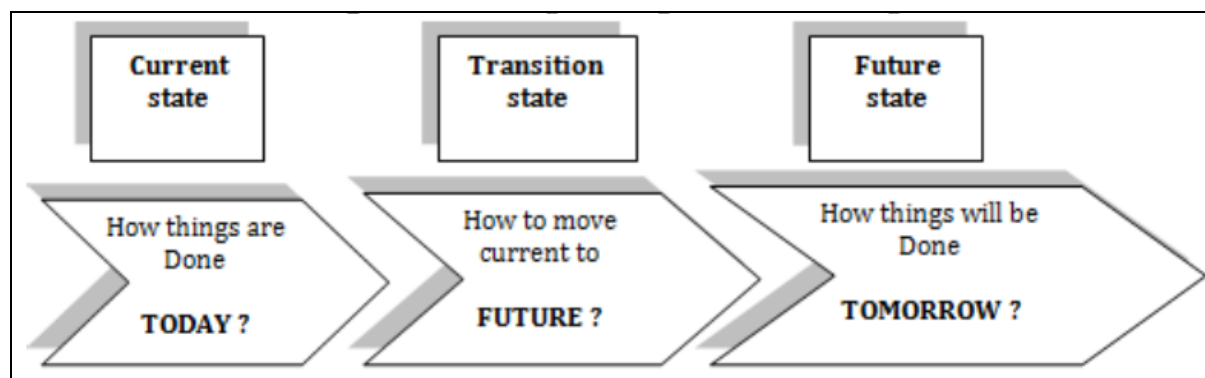 Current
state
Transition
state
Future
state
How things are
Done
TODAY ?
How to move
current to
FUTURE ?
How things will be
Done
TOMORROW ?